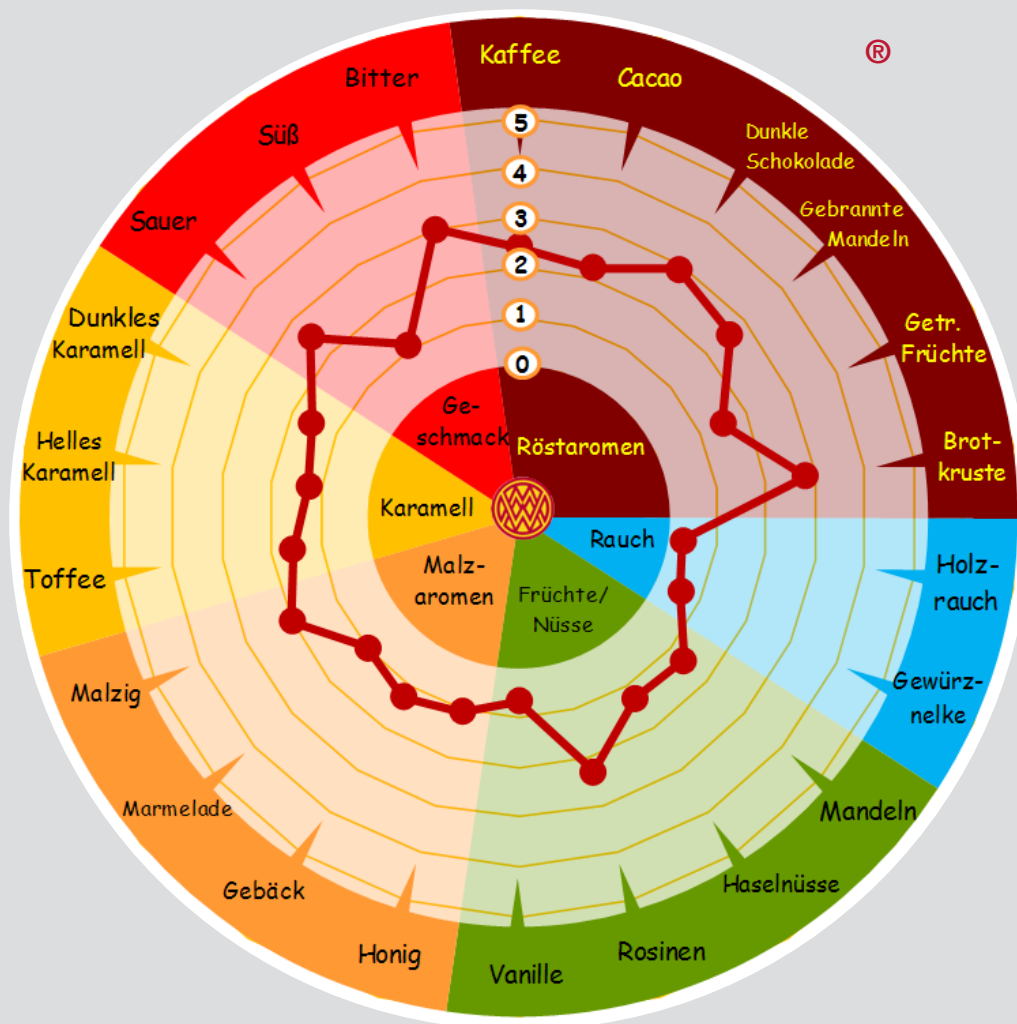 ®
Kaffee
Cacao
Dunkle
Schokolade
Gebrannte
Mandeln
Getr.
Früchte
Brot-
kruste
Holz-
rauch
Gewürz-
nelke
Mandeln
Haselnüsse
Rosinen
Vanille
Honig
Gebäck
Marmelade
Malzig
Toffee
Helles
Karamell
Dunkles
Karamell
Sauer
Süß
Bitter
5
4
3
2
1
0
Ge-
schmack
Röstaromen
Karamell
Rauch
Malz-
aromen
Früchte/
Nüsse